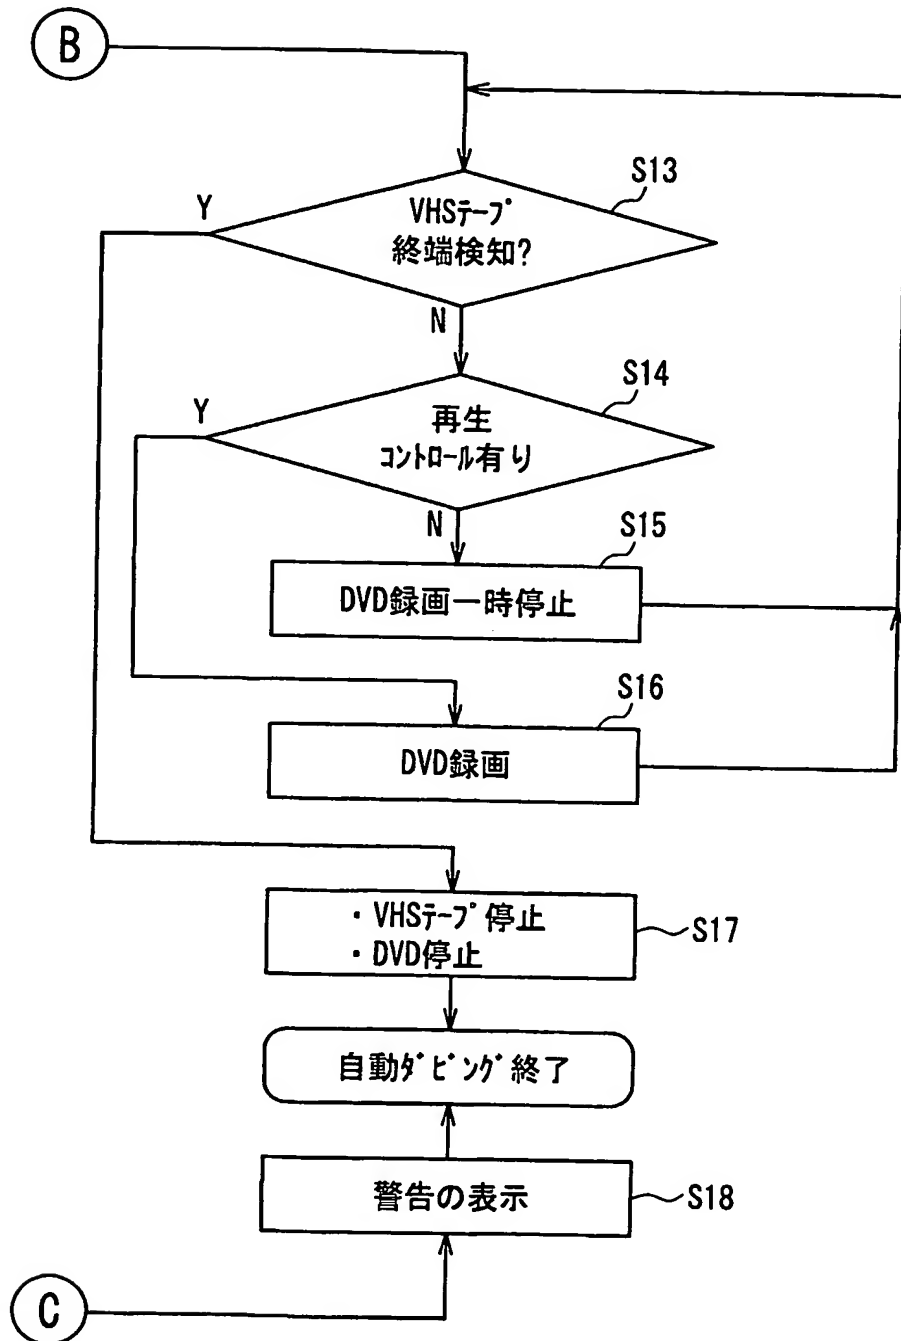 B
S13
Y
VHSﾃｰﾌﾟ
終端検知?
N
S14
Y
再生
ｺﾝﾄﾛｰﾙ有り
N
S15
DVD録画一時停止
S16
DVD録画
・VHSﾃｰﾌﾟ停止
・DVD停止
S17
自動ﾀﾞﾋﾞﾝｸﾞ終了
警告の表示
S18
C